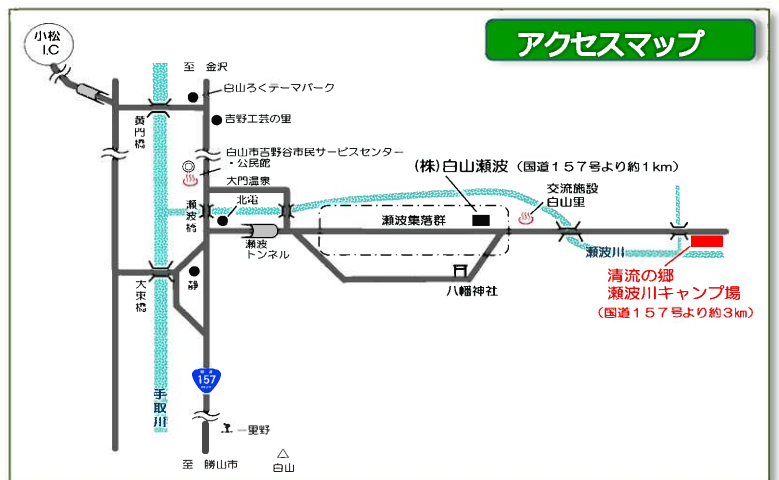 アクセスマップ
小松
I.C
至 金沢
白山ろくテーマパーク
黄門橋
吉野工芸の里
白山市吉野谷市民サービスセンター
・公民館
大門温泉
(株)白山瀬波(国道157号より約1km)
交流施設
白山里
瀬波橋
北電
瀬波集落群
瀬波
トンネル
瀬波川
大東橋
八幡神社
清流の郷
瀬波川キャンプ場
(国道157号より約3㎞)
157
手取川
一里野
至 勝山市
白山